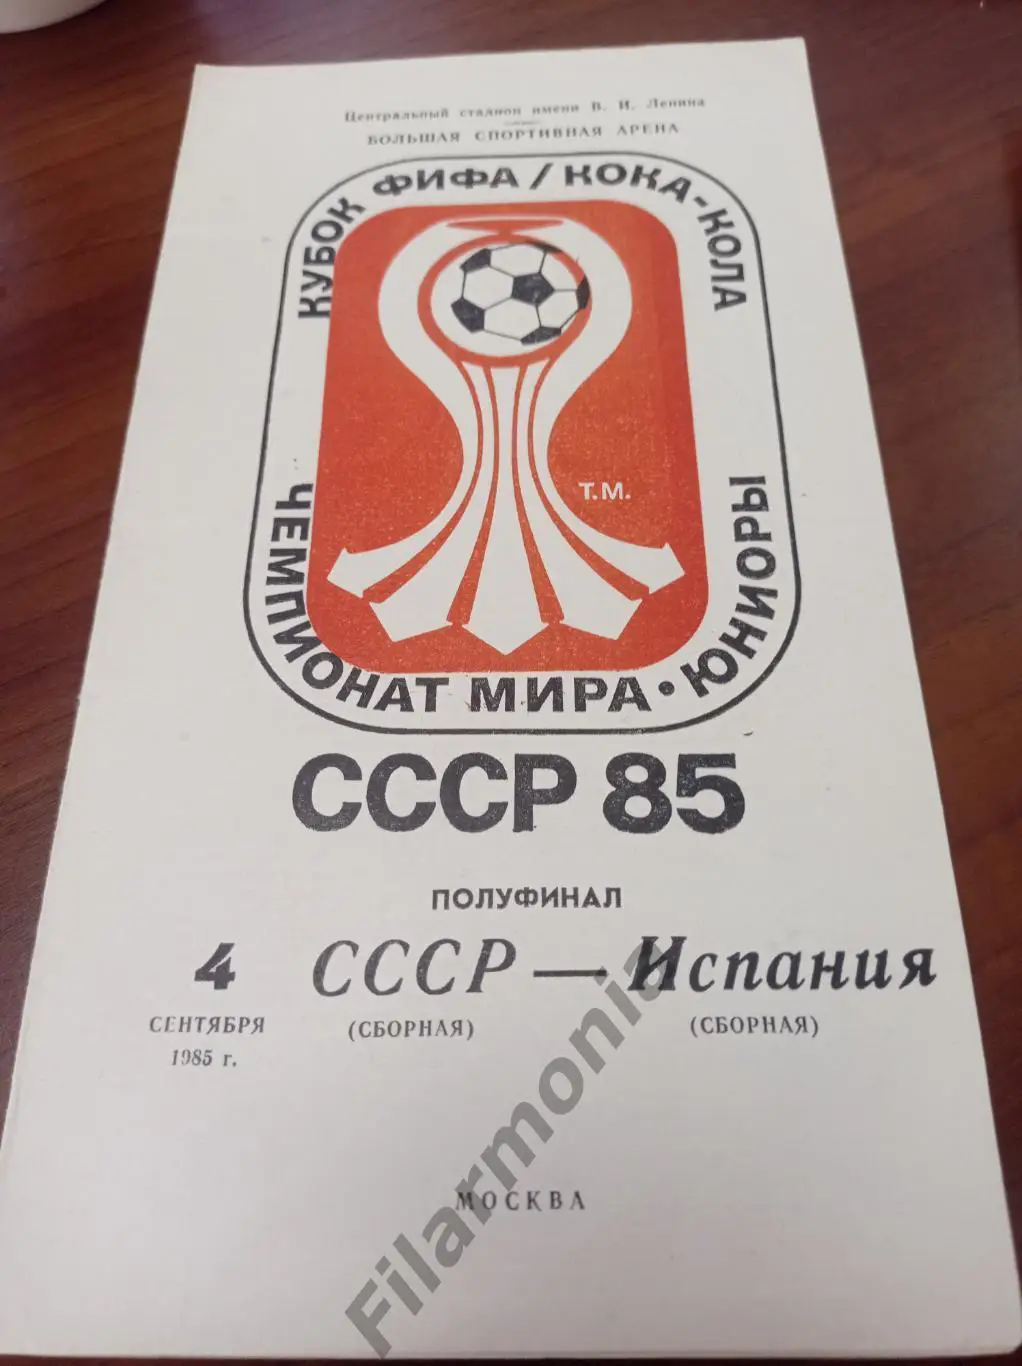 Центральный стадион имени В. И. Ленина
БОЛЬШАЯ СПОРТИВНАЯ АРЕНА
КУБОК ФИФА / КОКА-КОЛА
Т.М.
ЧЕМПИОНАТ МИРА • ЮНИОРЫ
СССР 85
ПОЛУФИНАЛ
4 СССР — Испания
СЕНТЯБРЯ (СБОРНАЯ) (СБОРНАЯ)
1985 г.
МОСКВА
Filarmonia